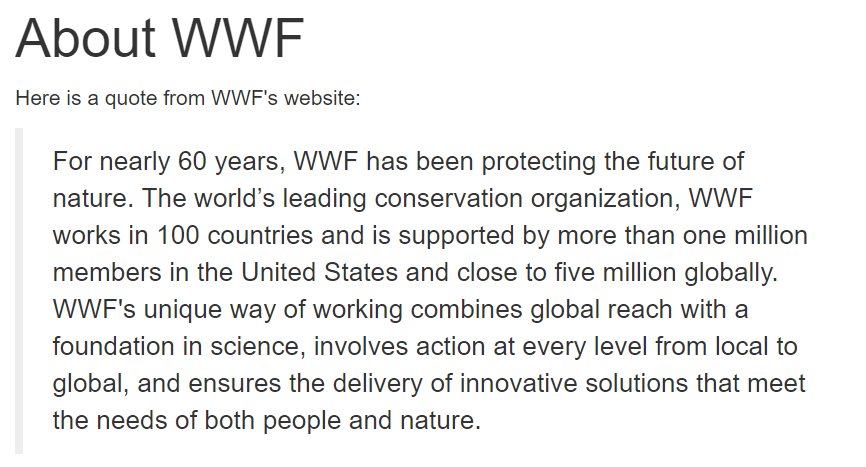 About WWF
Here is a quote from WWF's website:
For nearly 60 years, WWF has been protecting the future of
nature. The world’s leading conservation organization, WWF
works in 100 countries and is supported by more than one million
members in the United States and close to five million globally.
WWF's unique way of working combines global reach with a
foundation in science, involves action at every level from local to
global, and ensures the delivery of innovative solutions that meet
the needs of both people and nature.